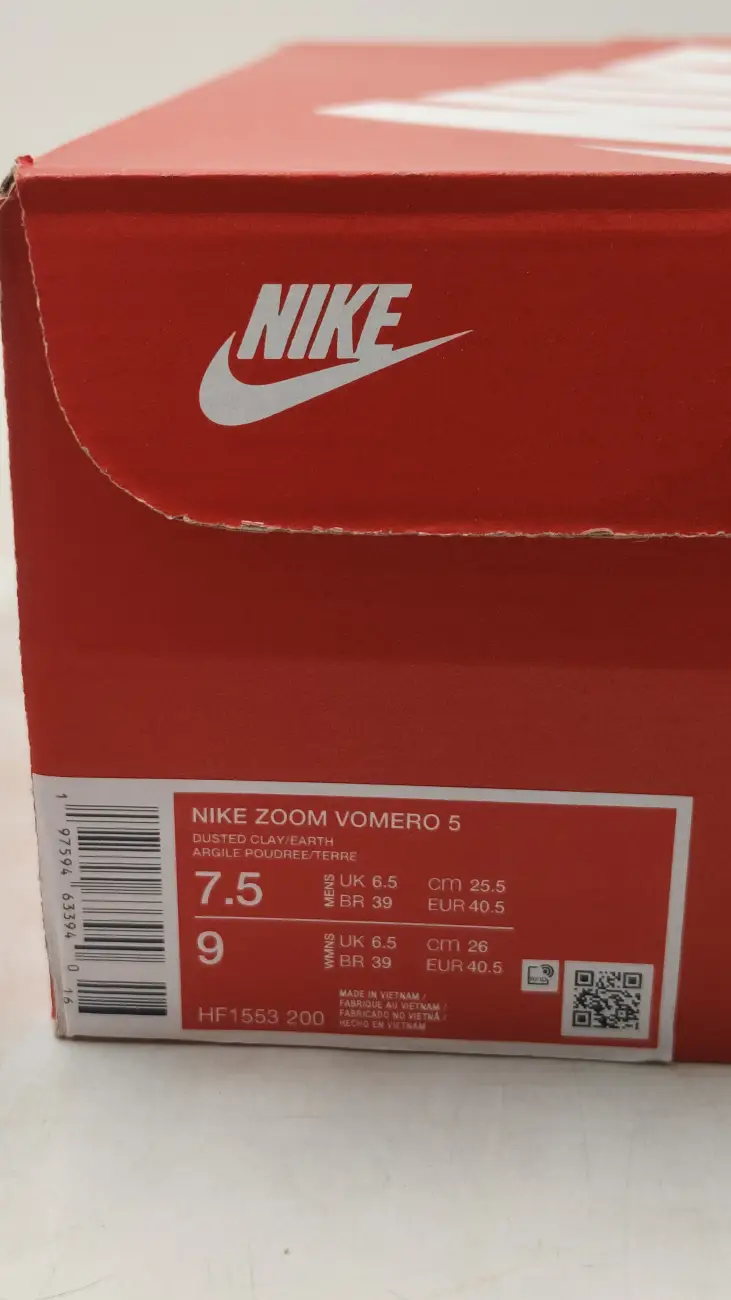 NIKE
NIKE ZOOM VOMERO 5
DUSTED CLAY/EARTH
ARGILE POUDREE/TERRE
7.5 MENS UK 6.5 cm 25.5
BR 39 EUR 40.5
9 WMNS UK 6.5 cm 26
BR 39 EUR 40.5
HF1553 200
MADE IN VIETNAM /
FABRIQUE AU VIETNAM /
FABRICADO NO VIETNÃ /
HECHO EN VIETNAM
1 97594 63394 0 16